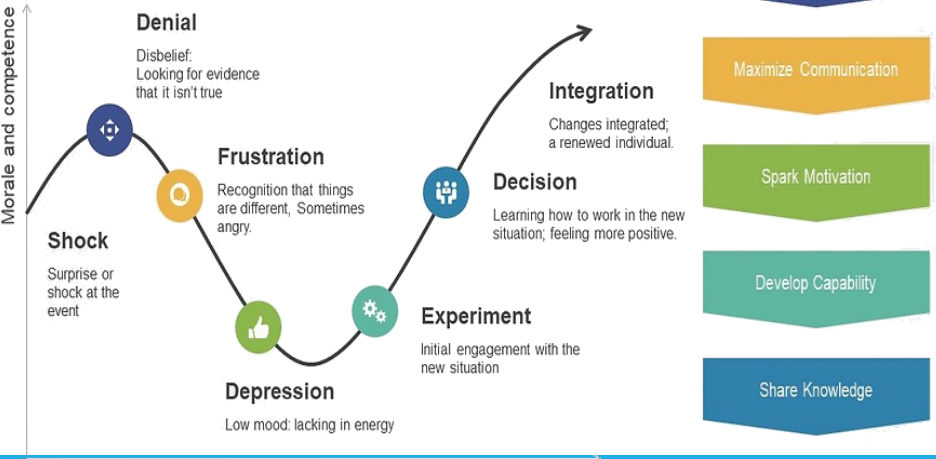 Morale and competence
Denial
Disbelief:
Looking for evidence
that it isn't true
Frustration
Recognition that things
are different, Sometimes
angry.
Shock
Surprise or
shock at the
event
Depression
Low mood: lacking in energy
Experiment
Initial engagement with the
new situation
Decision
Learning how to work in the new
situation; feeling more positive.
Integration
Changes integrated;
a renewed individual.
Maximize Communication
Spark Motivation
Develop Capability
Share Knowledge